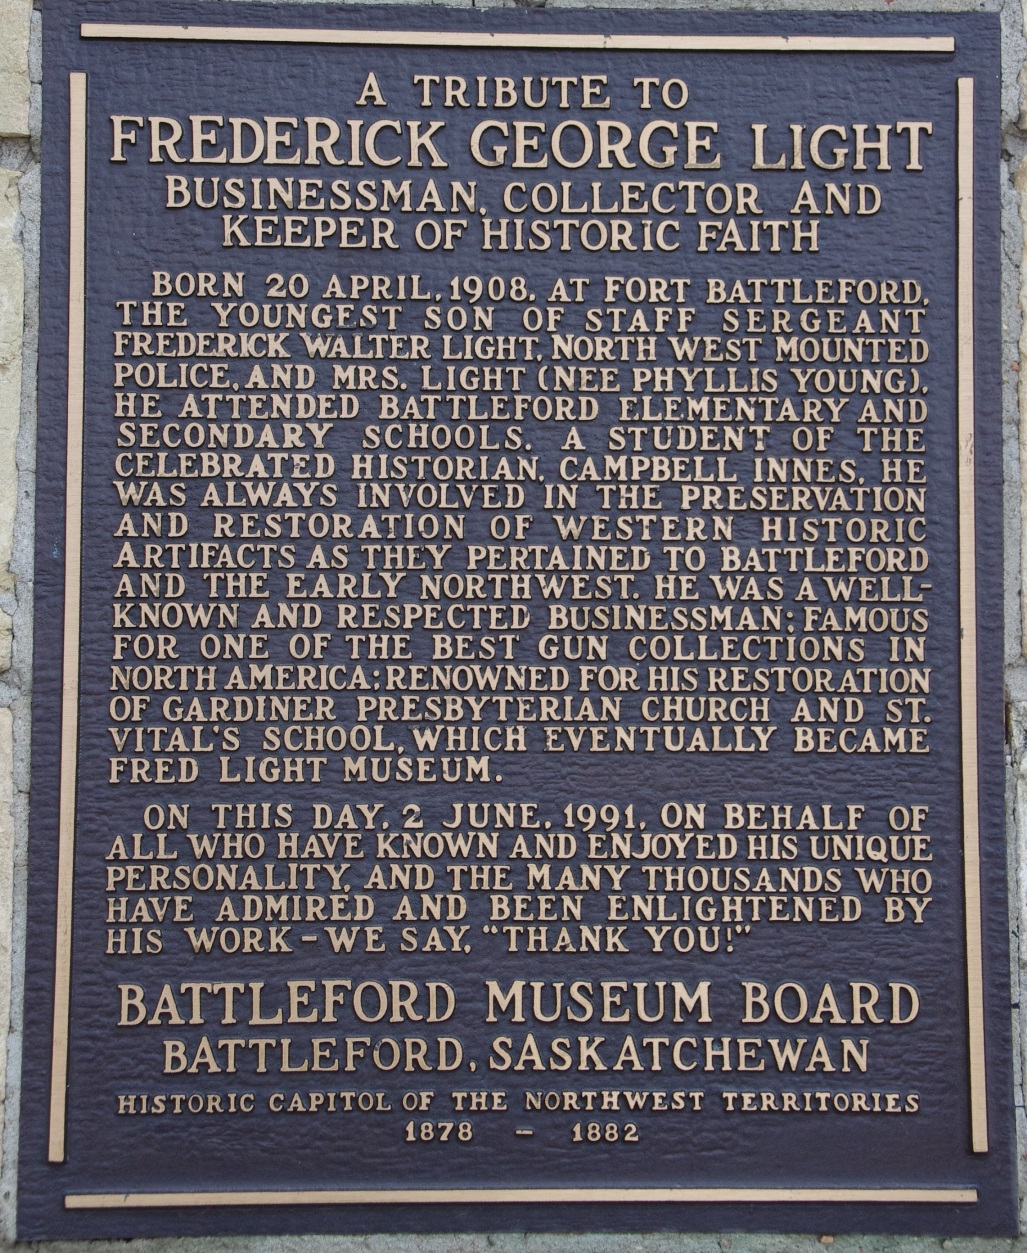 A TRIBUTE TO
FREDERICK GEORGE LIGHT
BUSINESSMAN, COLLECTOR AND
KEEPER OF HISTORIC FAITH
BORN 20 APRIL, 1908, AT FORT BATTLEFORD,
THE YOUNGEST SON OF STAFF SERGEANT
FREDERICK WALTER LIGHT, NORTH WEST MOUNTED
POLICE, AND MRS. LIGHT (NEE PHYLLIS YOUNG),
HE ATTENDED BATTLEFORD ELEMENTARY AND
SECONDARY SCHOOLS. A STUDENT OF THE
CELEBRATED HISTORIAN, CAMPBELL INNES, HE
WAS ALWAYS INVOLVED IN THE PRESERVATION
AND RESTORATION OF WESTERN HISTORIC
ARTIFACTS AS THEY PERTAINED TO BATTLEFORD
AND THE EARLY NORTHWEST. HE WAS A WELL-
KNOWN AND RESPECTED BUSINESSMAN; FAMOUS
FOR ONE OF THE BEST GUN COLLECTIONS IN
NORTH AMERICA; RENOWNED FOR HIS RESTORATION
OF GARDINER PRESBYTERIAN CHURCH AND ST.
VITAL'S SCHOOL, WHICH EVENTUALLY BECAME
FRED LIGHT MUSEUM.
ON THIS DAY, 2 JUNE, 1991, ON BEHALF OF
ALL WHO HAVE KNOWN AND ENJOYED HIS UNIQUE
PERSONALITY, AND THE MANY THOUSANDS WHO
HAVE ADMIRED AND BEEN ENLIGHTENED BY
HIS WORK - WE SAY, "THANK YOU!"
BATTLEFORD MUSEUM BOARD
BATTLEFORD, SASKATCHEWAN
HISTORIC CAPITOL OF THE NORTHWEST TERRITORIES
1878 - 1882